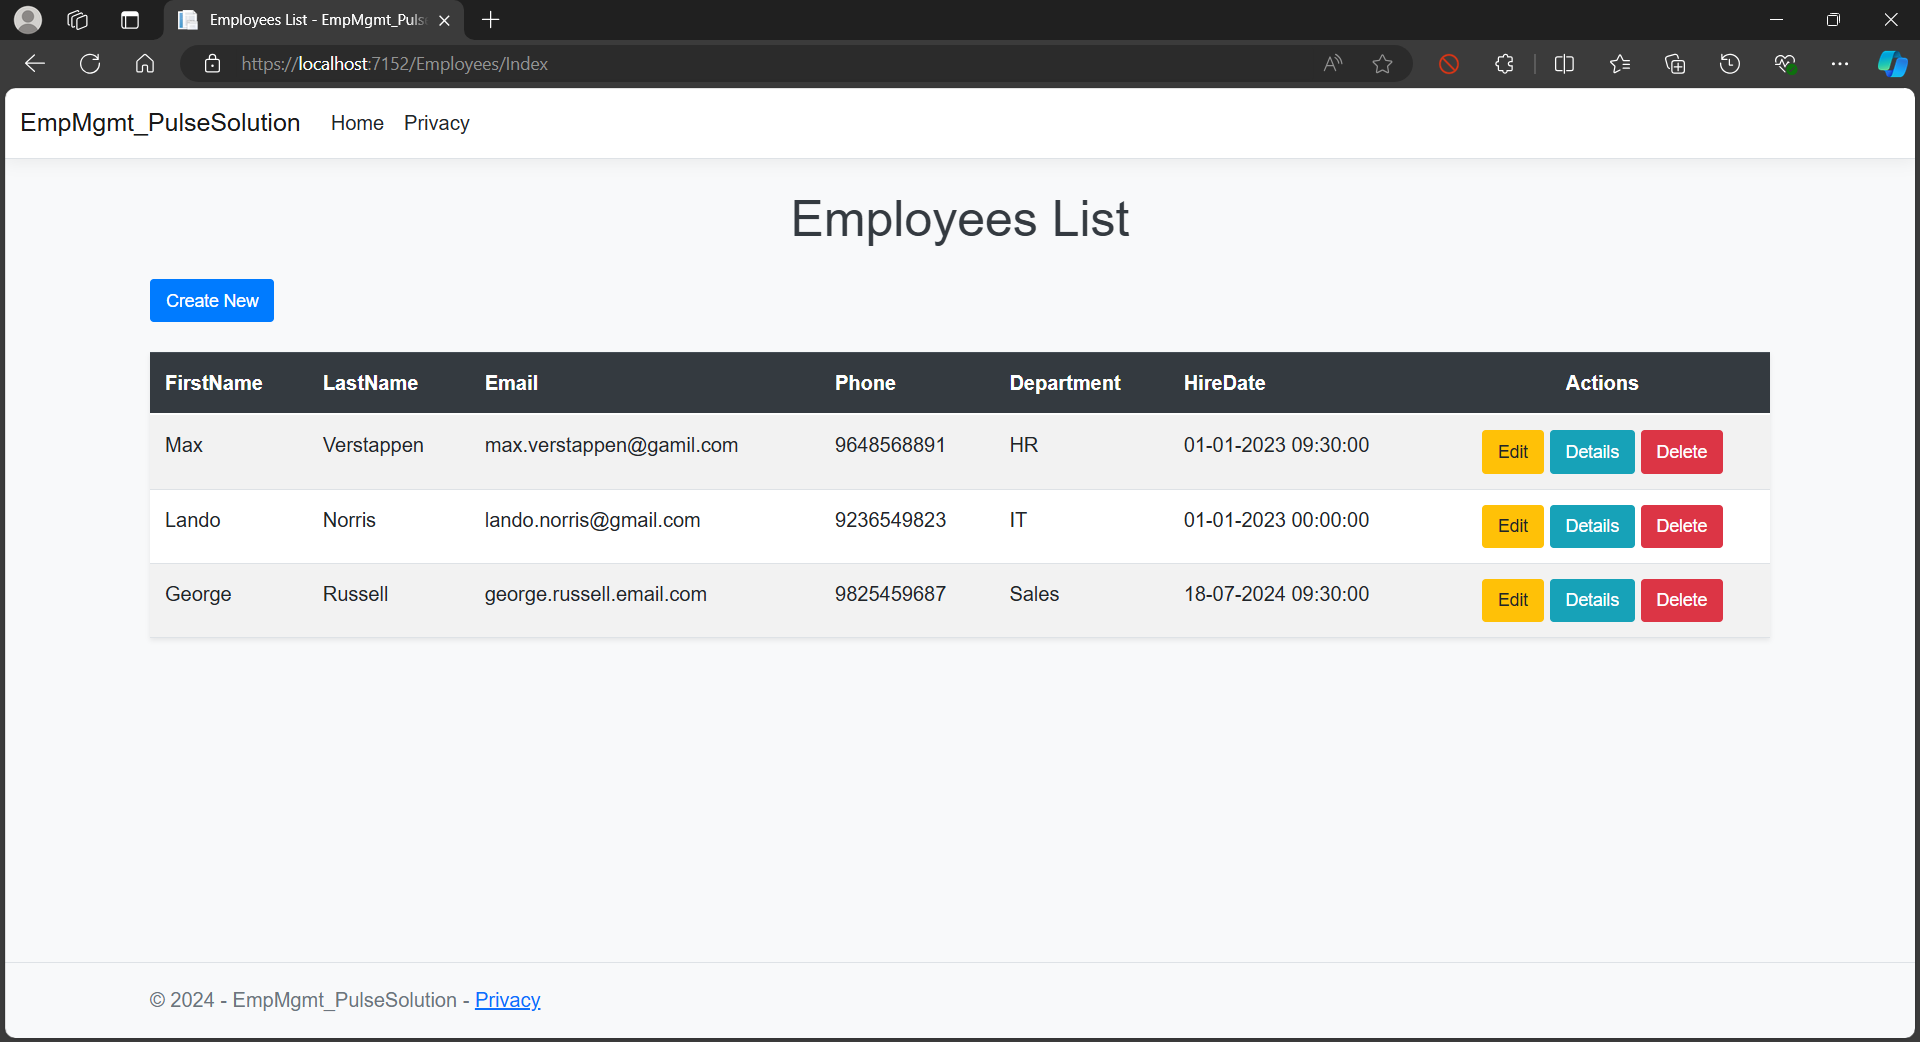 Employees List - EmpMgmt_Puls
https://localhost:7152/Employees/Index
EmpMgmt_PulseSolution Home Privacy
Employees List
Create New
FirstName LastName Email Phone Department HireDate Actions
Max Verstappen max.verstappen@gamil.com 9648568891 HR 01-01-2023 09:30:00 Edit Details Delete
Lando Norris lando.norris@gmail.com 9236549823 IT 01-01-2023 00:00:00 Edit Details Delete
George Russell george.russell.email.com 9825459687 Sales 18-07-2024 09:30:00 Edit Details Delete
© 2024 - EmpMgmt_PulseSolution - Privacy